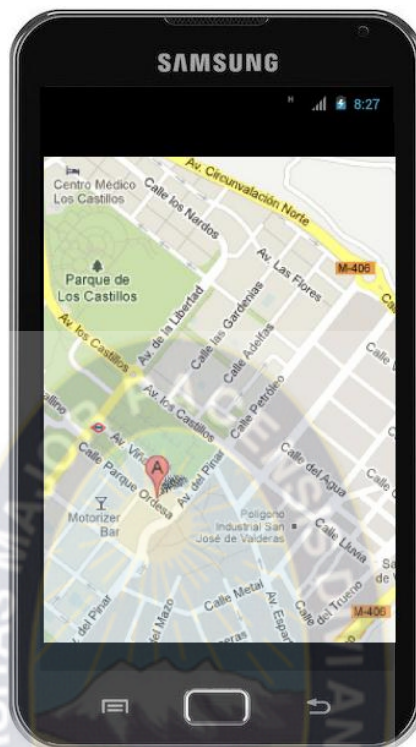 SAMSUNG
H
8:27
Centro Médico
Los Castillos
Av. Circunvalación Norte
Calle los Nardos
Av. Las Flores
M-406
Parque de
Los Castillos
Av. de la Libertad
Calle las Gardenias
Calle Adelfas
Av. los Castillos
Calle Petróleo
Av. los Castillos
Av. Viña
Calle Parque Ordesa
A
Av. del Pinar
Calle del Agua
Motorizer
Bar
Polígono
Industrial San
José de Valderas
Calle Lluvia
Calle del Trueno
Calle Metal
M-406
del Pinar
del Mazo
Av. Espar